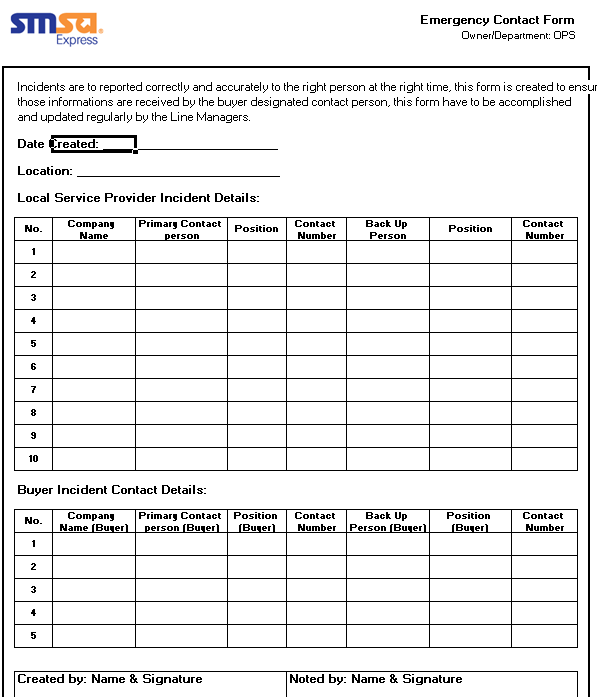 smsa
Express
Emergency Contact Form
Owner/Department: OPS
Incidents are to reported correctly and accurately to the right person at the right time, this form is created to ensur
those informations are received by the buyer designated contact person, this form have to be accomplished
and updated regularly by the Line Managers.
Date Created: ____
Location: ____
Local Service Provider Incident Details:
No. Company Name Primary Contact person Position Contact Number Back Up Person Position Contact Number
1
2
3
4
5
6
7
8
9
10
Buyer Incident Contact Details:
No. Company Name (Buyer) Primary Contact person (Buyer) Position (Buyer) Contact Number Back Up Person (Buyer) Position (Buyer) Contact Number
1
2
3
4
5
Created by: Name & Signature Noted by: Name & Signature